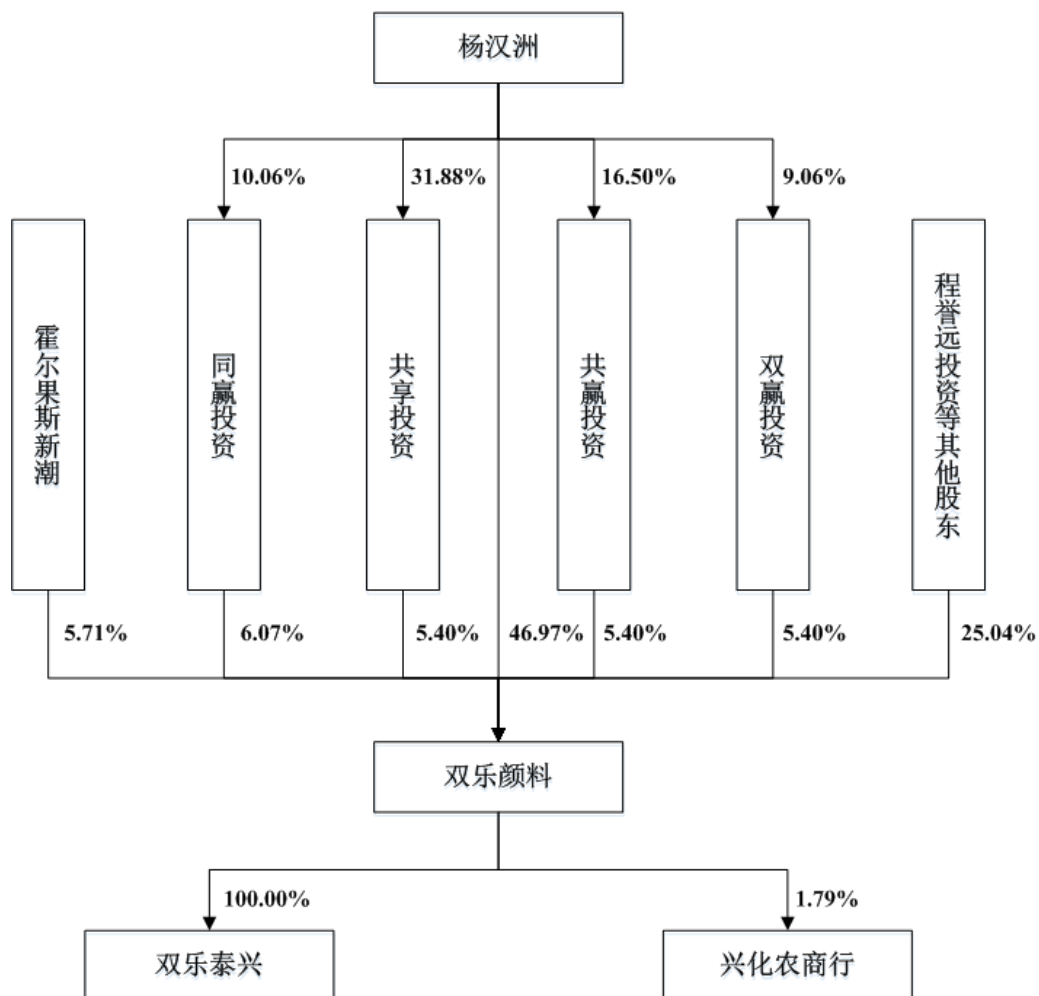 杨汉洲
10.06%
31.88%
16.50%
9.06%
霍尔果斯新潮
同赢投资
共享投资
共赢投资
双赢投资
程誉远投资等其他股东
5.71%
6.07%
5.40%
46.97%
5.40%
5.40%
25.04%
双乐颜料
100.00%
1.79%
双乐泰兴
兴化农商行